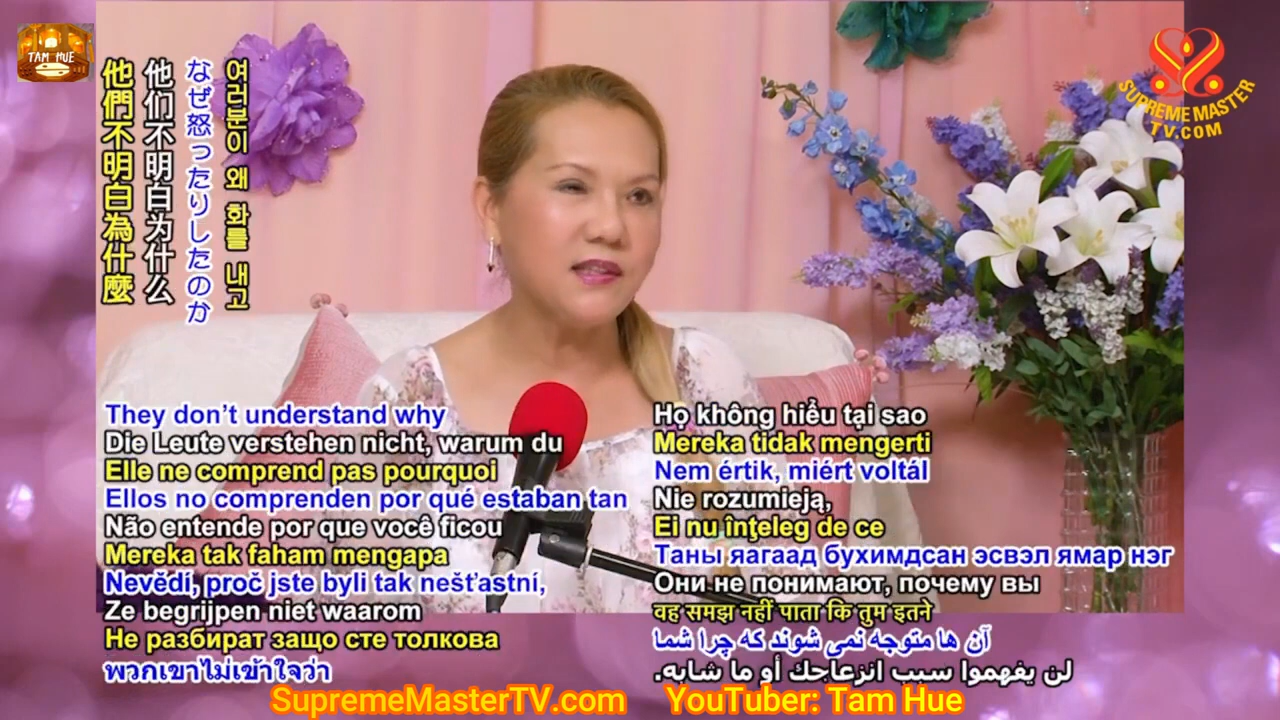 TAM HUE
SUPREME MASTER
TV.COM
他們不明白為什麼
他们不明白为什么
なぜ怒ったりしたのか
여러분이 왜 화를 내고
They don't understand why
Die Leute verstehen nicht, warum du
Elle ne comprend pas pourquoi
Ellos no comprenden por qué estaban tan
Não entende por que você ficou
Mereka tak faham mengapa
Nevědí, proč jste byli tak nešťastní,
Ze begrijpen niet waarom
Не разбират защо сте толкова
พวกเขาไม่เข้าใจว่า
Họ không hiểu tại sao
Mereka tidak mengerti
Nem értik, miért voltál
Nie rozumieją,
Ei nu înţeleg de ce
Таны яагаад бухимдсан эсвэл ямар нэг
Они не понимают, почему вы
वह समझ नहीं पाता कि तुम इतने
آن ها متوجه نمی شوند که چرا شما
لن يفهموا سبب انزعاجك أو ما شابه.
SupremeMasterTV.com YouTuber: Tam Hue